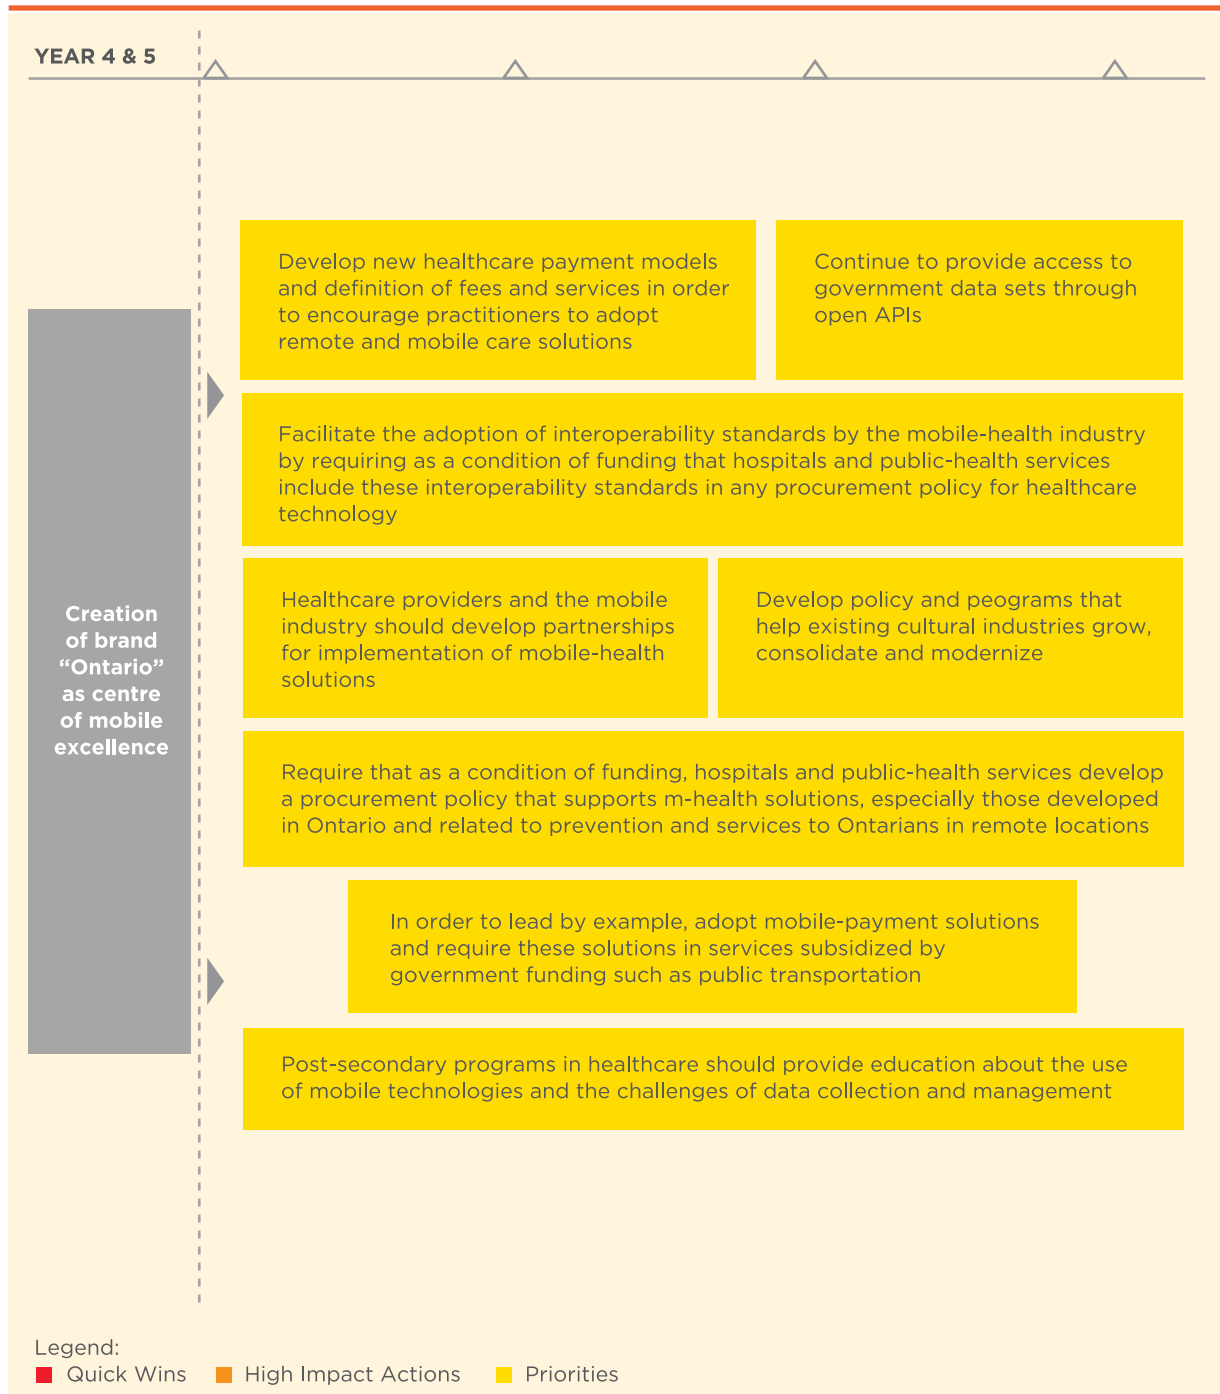 YEAR 4 & 5
Develop new healthcare payment models
and definition of fees and services in order
to encourage practitioners to adopt
remote and mobile care solutions
Continue to provide access to
government data sets through
open APIs
Facilitate the adoption of interoperability standards by the mobile-health industry
by requiring as a condition of funding that hospitals and public-health services
include these interoperability standards in any procurement policy for healthcare
technology
Creation
of brand
“Ontario”
as centre
of mobile
excellence
Healthcare providers and the mobile
industry should develop partnerships
for implementation of mobile-health
solutions
Develop policy and peograms that
help existing cultural industries grow,
consolidate and modernize
Require that as a condition of funding, hospitals and public-health services develop
a procurement policy that supports m-health solutions, especially those developed
in Ontario and related to prevention and services to Ontarians in remote locations
In order to lead by example, adopt mobile-payment solutions
and require these solutions in services subsidized by
government funding such as public transportation
Post-secondary programs in healthcare should provide education about the use
of mobile technologies and the challenges of data collection and management
Legend:
Quick Wins High Impact Actions Priorities